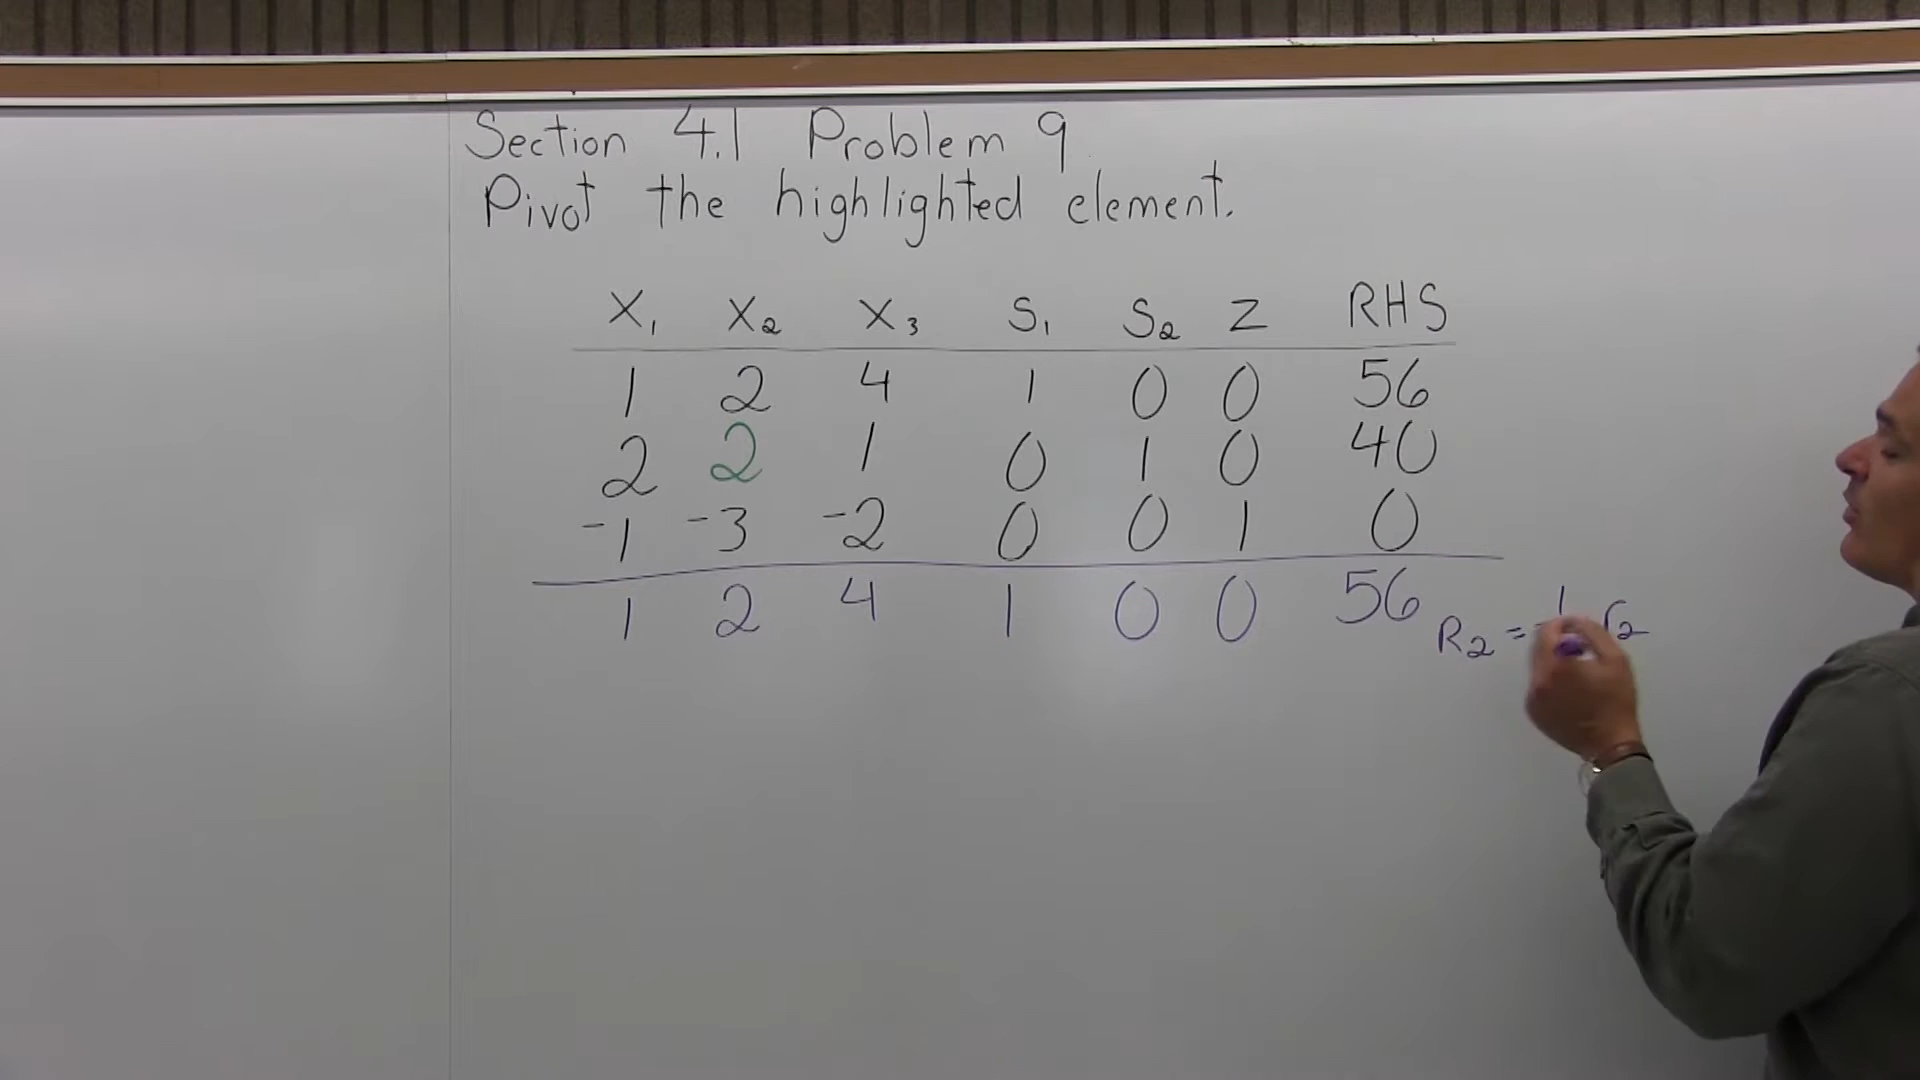 Section 4.1 Problem 9
Pivot the highlighted element.
X₁ X₂ X₃ S₁ S₂ Z RHS
1 2 4 1 0 0 56
2 2 1 0 1 0 40
-1 -3 -2 0 0 1 0
1 2 4 1 0 0 56
R₂ = 1 r₂